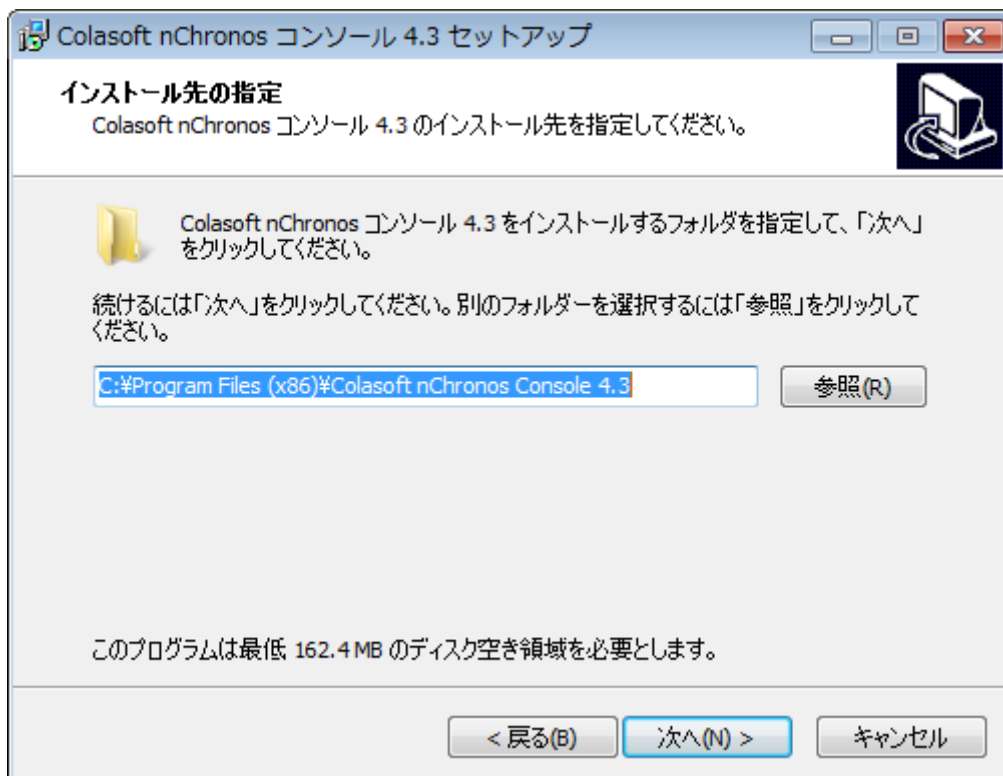 Colasoft nChronos コンソール 4.3 セットアップ
インストール先の指定
Colasoft nChronos コンソール 4.3 のインストール先を指定してください。
Colasoft nChronos コンソール 4.3 をインストールするフォルダを指定して、「次へ」
をクリックしてください。
続けるには「次へ」をクリックしてください。別のフォルダーを選択するには「参照」をクリックして
ください。
C:¥Program Files (x86)¥Colasoft nChronos Console 4.3
参照(R)
このプログラムは最低 162.4 MB のディスク空き領域を必要とします。
< 戻る(B)
次へ(N) >
キャンセル